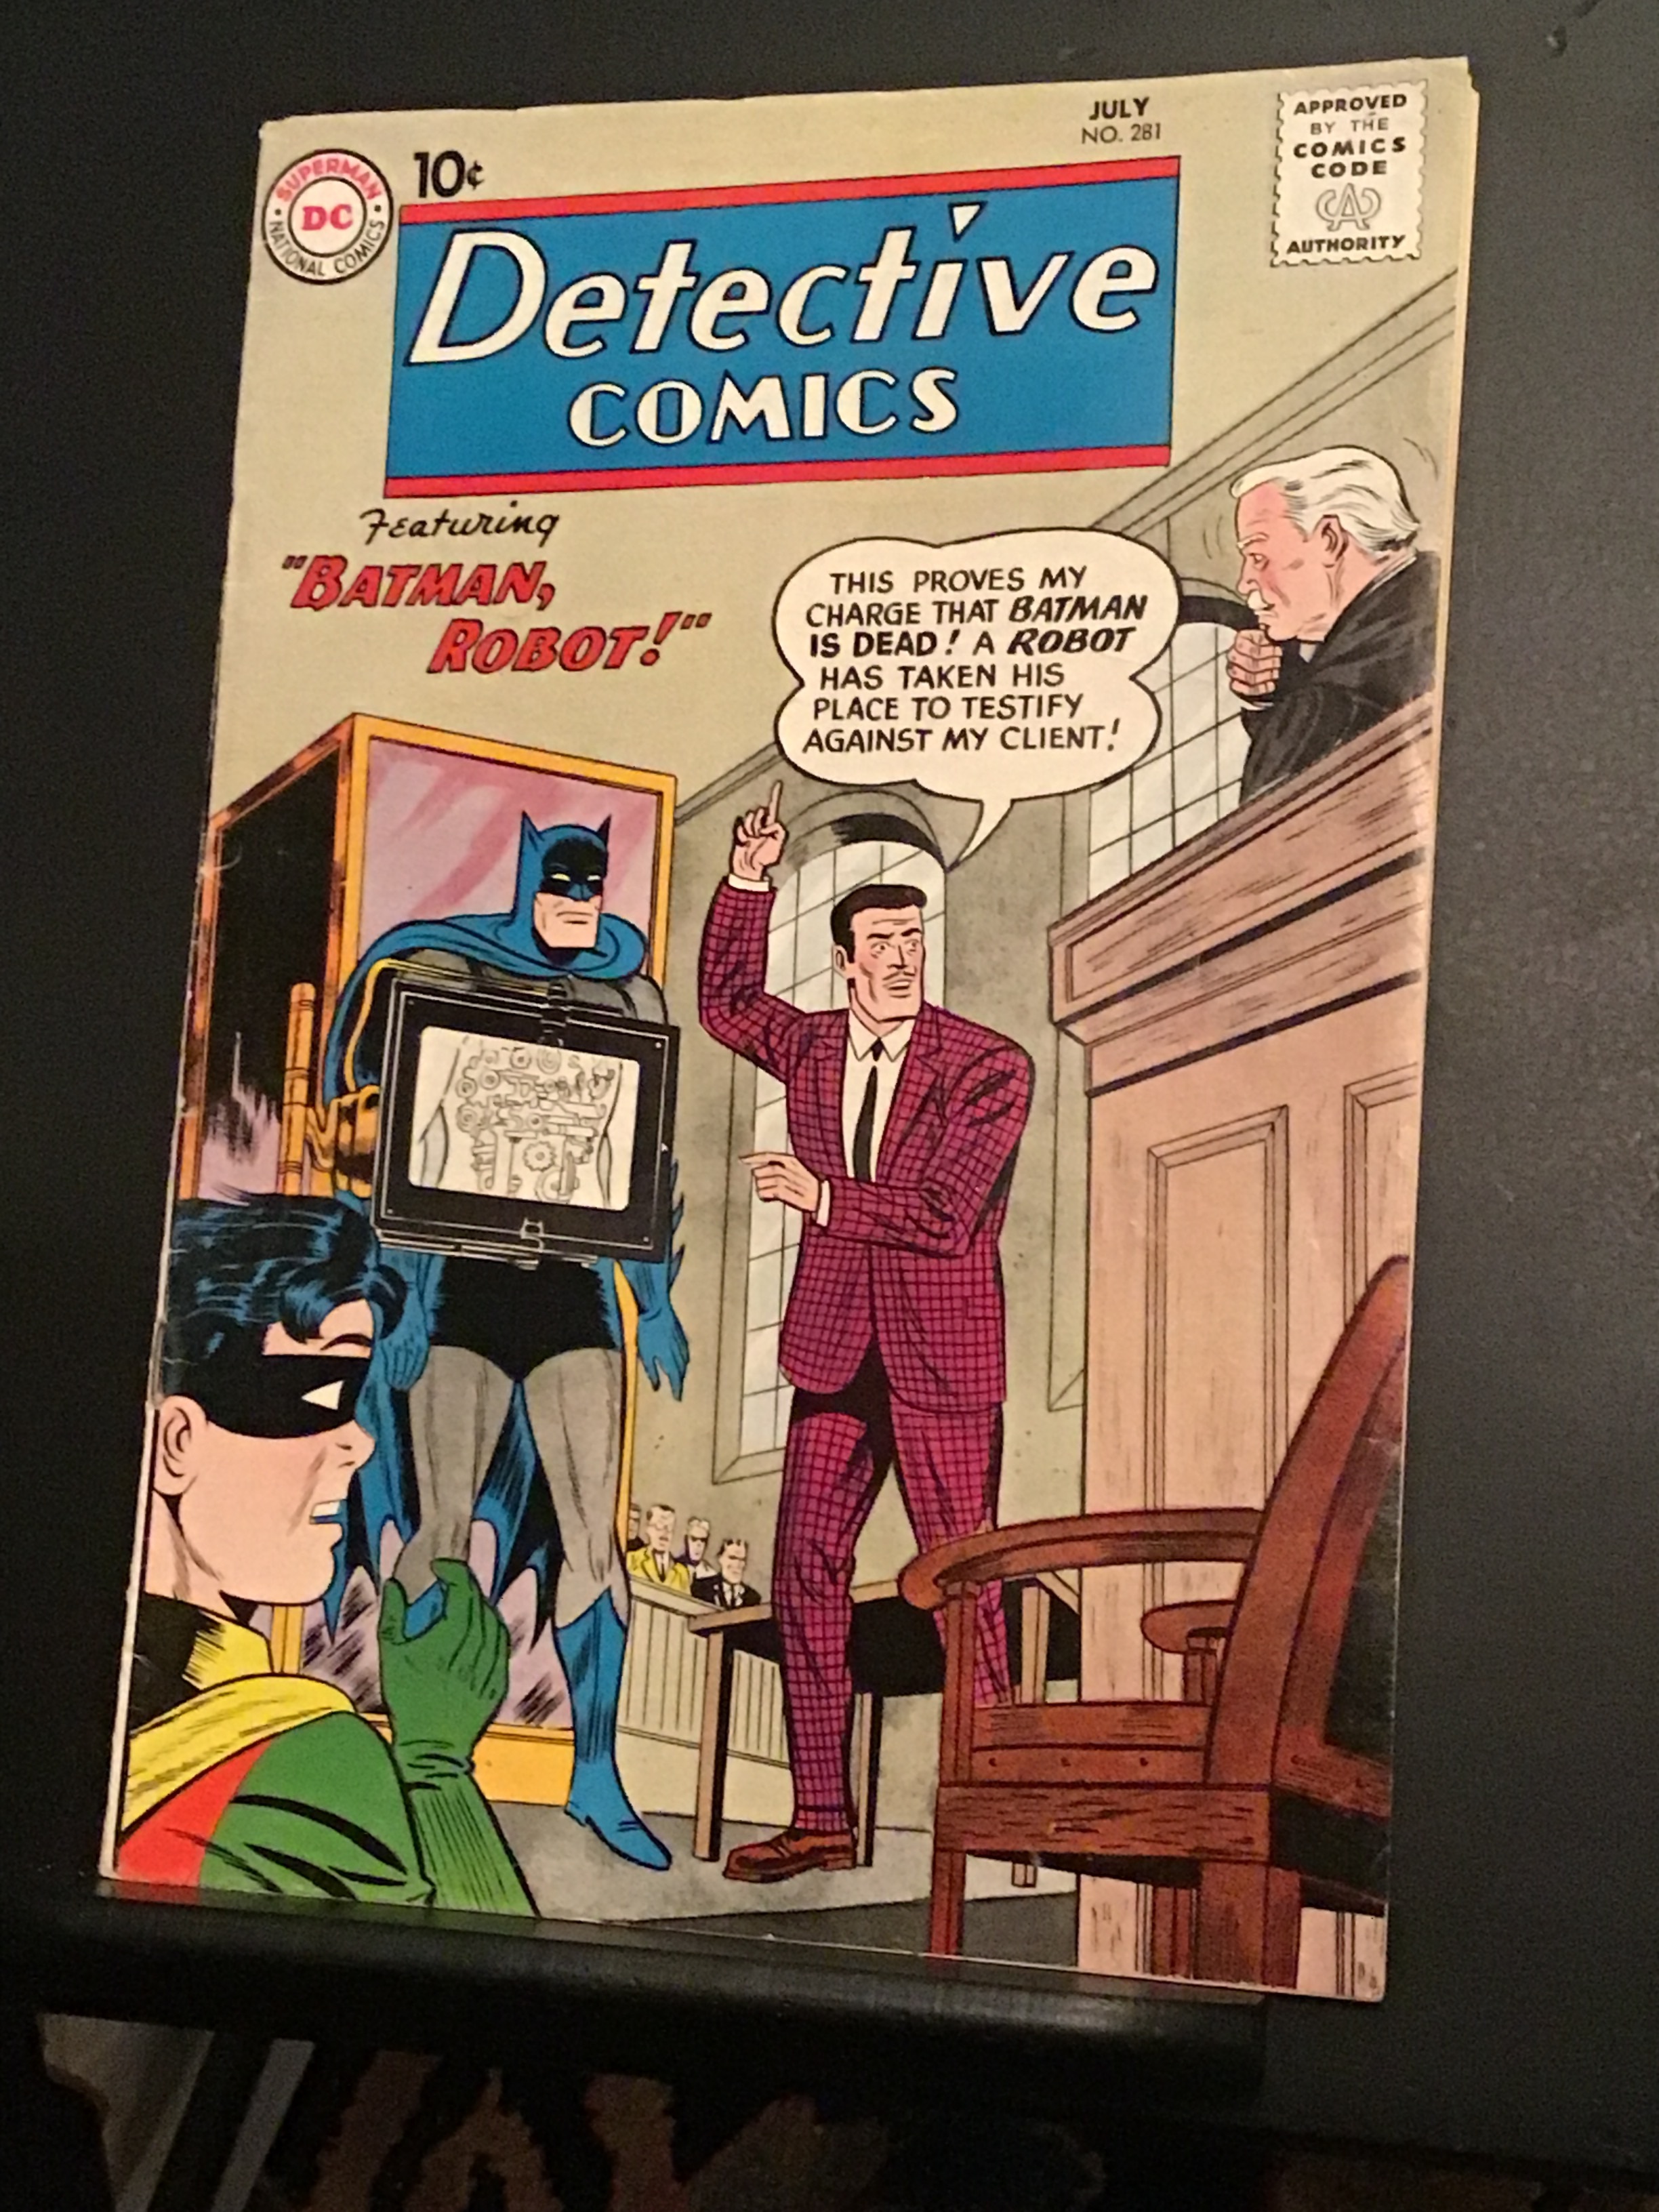 JULY
NO. 281
APPROVED
BY THE
COMICS
CODE
CA
AUTHORITY
SUPERMAN
DC
NATIONAL COMICS
10¢
Detective
COMICS
Featuring
"BATMAN,
ROBOT!"
THIS PROVES MY
CHARGE THAT BATMAN
IS DEAD! A ROBOT
HAS TAKEN HIS
PLACE TO TESTIFY
AGAINST MY CLIENT!